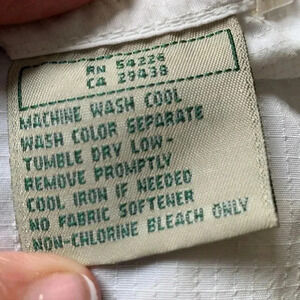 RN 54226
CA 29438
MACHINE WASH COOL
WASH COLOR SEPARATE
TUMBLE DRY LOW-
REMOVE PROMPTLY
COOL IRON IF NEEDED
NO FABRIC SOFTENER
NON-CHLORINE BLEACH ONLY